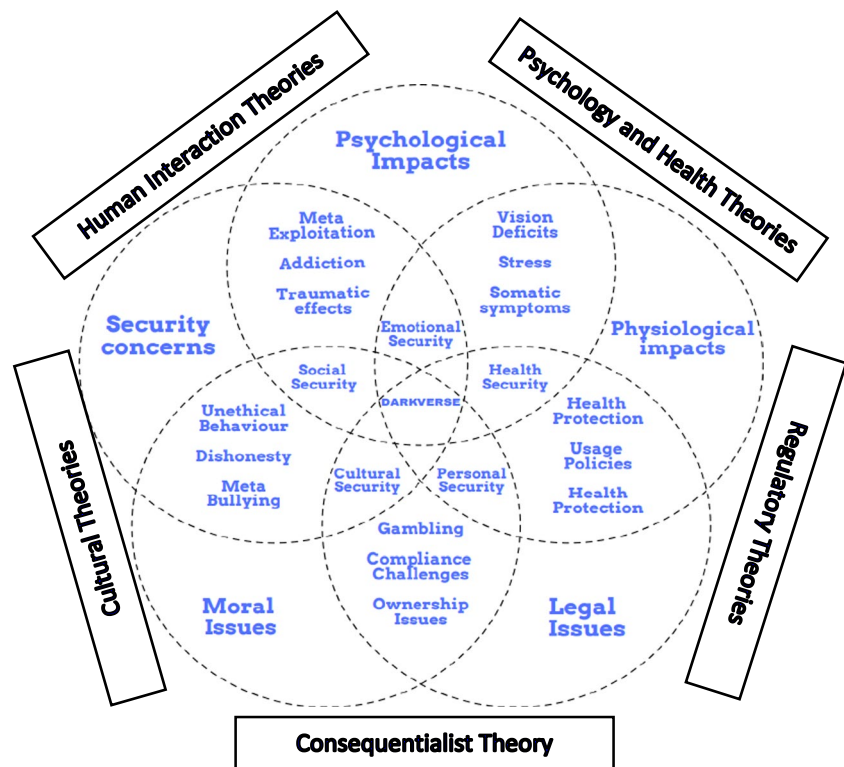 Human Interaction Theories
Psychology and Health Theories
Psychological
Impacts
Meta
Exploitation
Addiction
Traumatic
effects
Vision
Deficits
Stress
Somatic
symptoms
Security
concerns
Emotional
Security
Physiological
impacts
Social
Security
Health
Security
DARKVERSE
Unethical
Behaviour
Dishonesty
Meta
Bullying
Health
Protection
Usage
Policies
Health
Protection
Cultural
Security
Personal
Security
Gambling
Compliance
Challenges
Ownership
Issues
Moral
Issues
Legal
Issues
Cultural Theories
Regulatory Theories
Consequentialist Theory